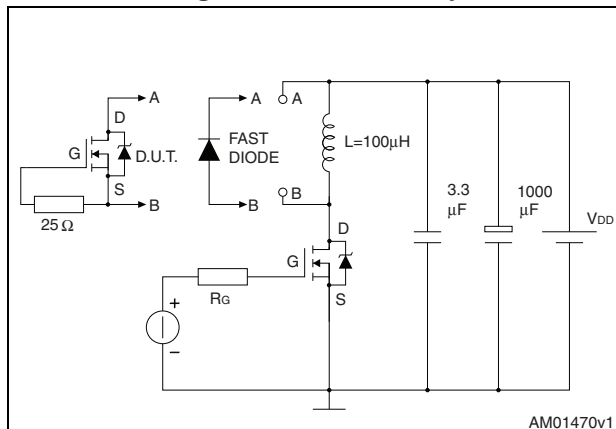 A
D
G
D.U.T.
S
B
25 Ω
A
FAST
DIODE
B
A
L=100µH
B
D
G
S
RG
+
–
3.3
µF
1000
µF
VDD
AM01470v1